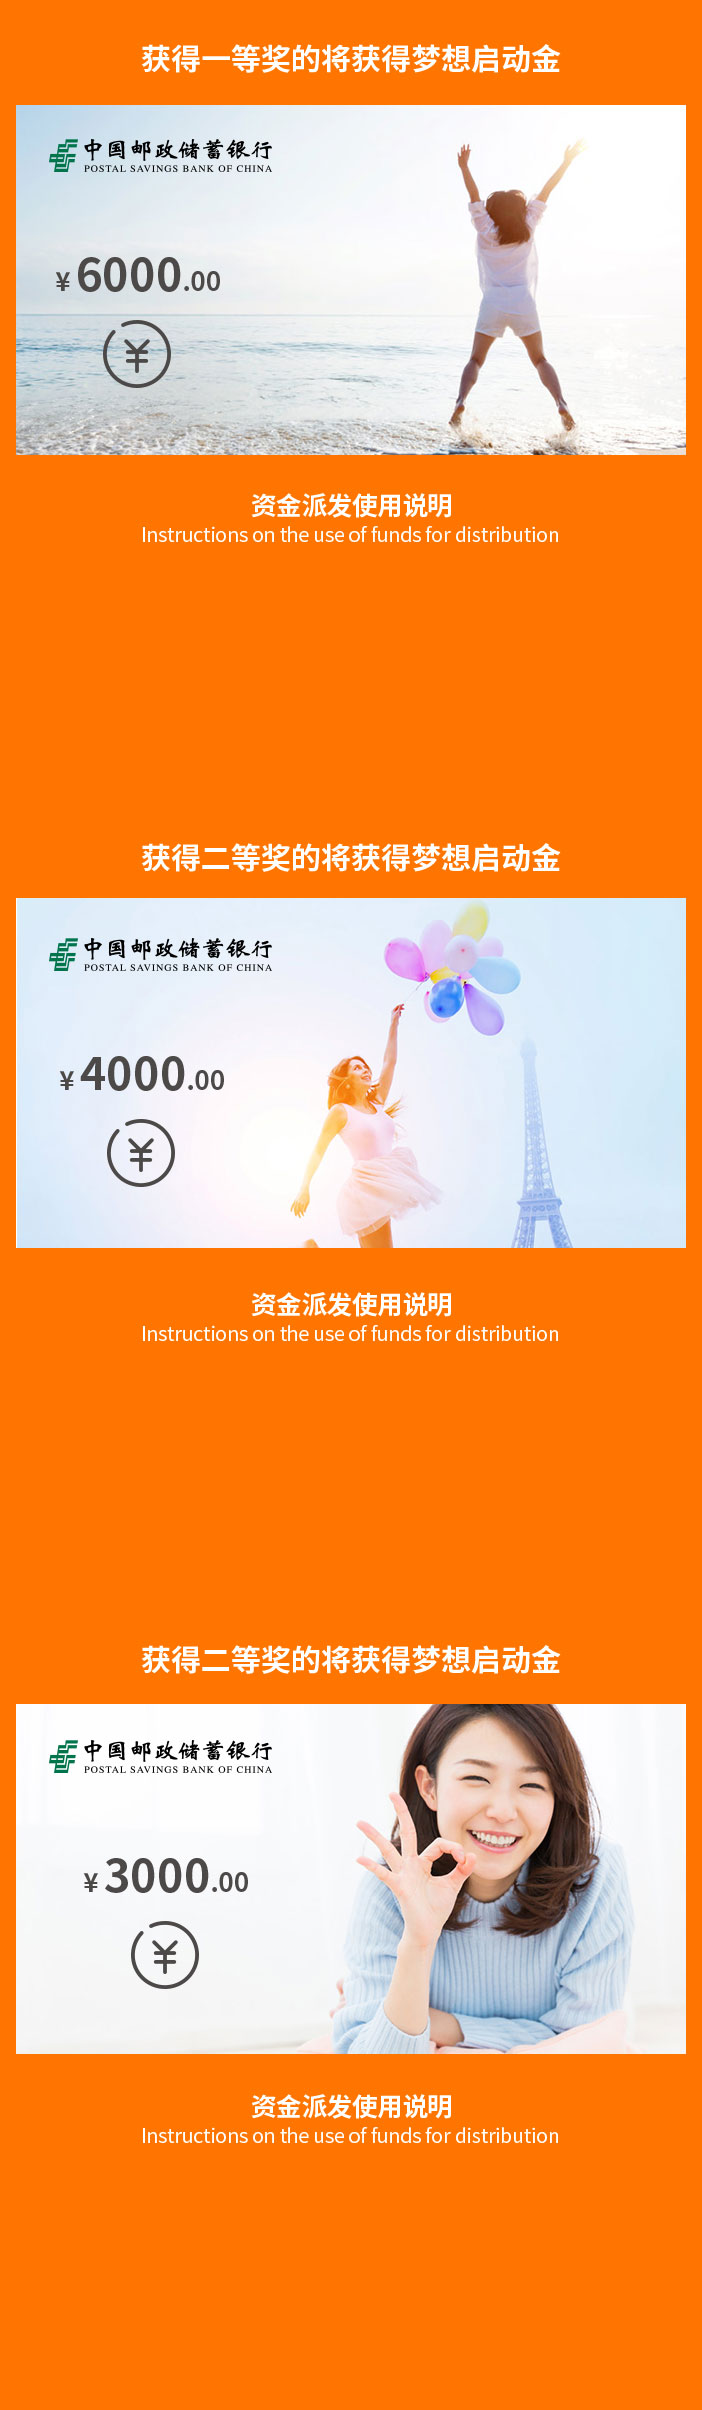 获得一等奖的将获得梦想启动金
中国邮政储蓄银行
POSTAL SAVINGS BANK OF CHINA
¥ 6000.00
¥
资金派发使用说明
Instructions on the use of funds for distribution
获得二等奖的将获得梦想启动金
中国邮政储蓄银行
POSTAL SAVINGS BANK OF CHINA
¥ 4000.00
¥
资金派发使用说明
Instructions on the use of funds for distribution
获得二等奖的将获得梦想启动金
中国邮政储蓄银行
POSTAL SAVINGS BANK OF CHINA
¥ 3000.00
¥
资金派发使用说明
Instructions on the use of funds for distribution